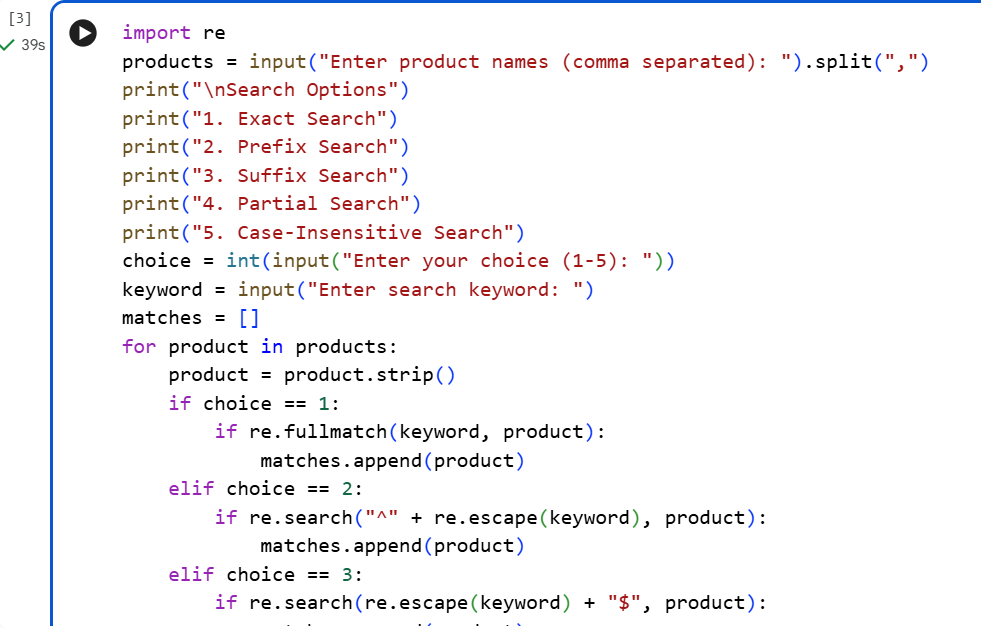 [3]
39s
import re
products = input("Enter product names (comma separated): ").split(",")
print("\nSearch Options")
print("1. Exact Search")
print("2. Prefix Search")
print("3. Suffix Search")
print("4. Partial Search")
print("5. Case-Insensitive Search")
choice = int(input("Enter your choice (1-5): "))
keyword = input("Enter search keyword: ")
matches = []
for product in products:
    product = product.strip()
    if choice == 1:
        if re.fullmatch(keyword, product):
            matches.append(product)
    elif choice == 2:
        if re.search("^" + re.escape(keyword), product):
            matches.append(product)
    elif choice == 3:
        if re.search(re.escape(keyword) + "$", product):